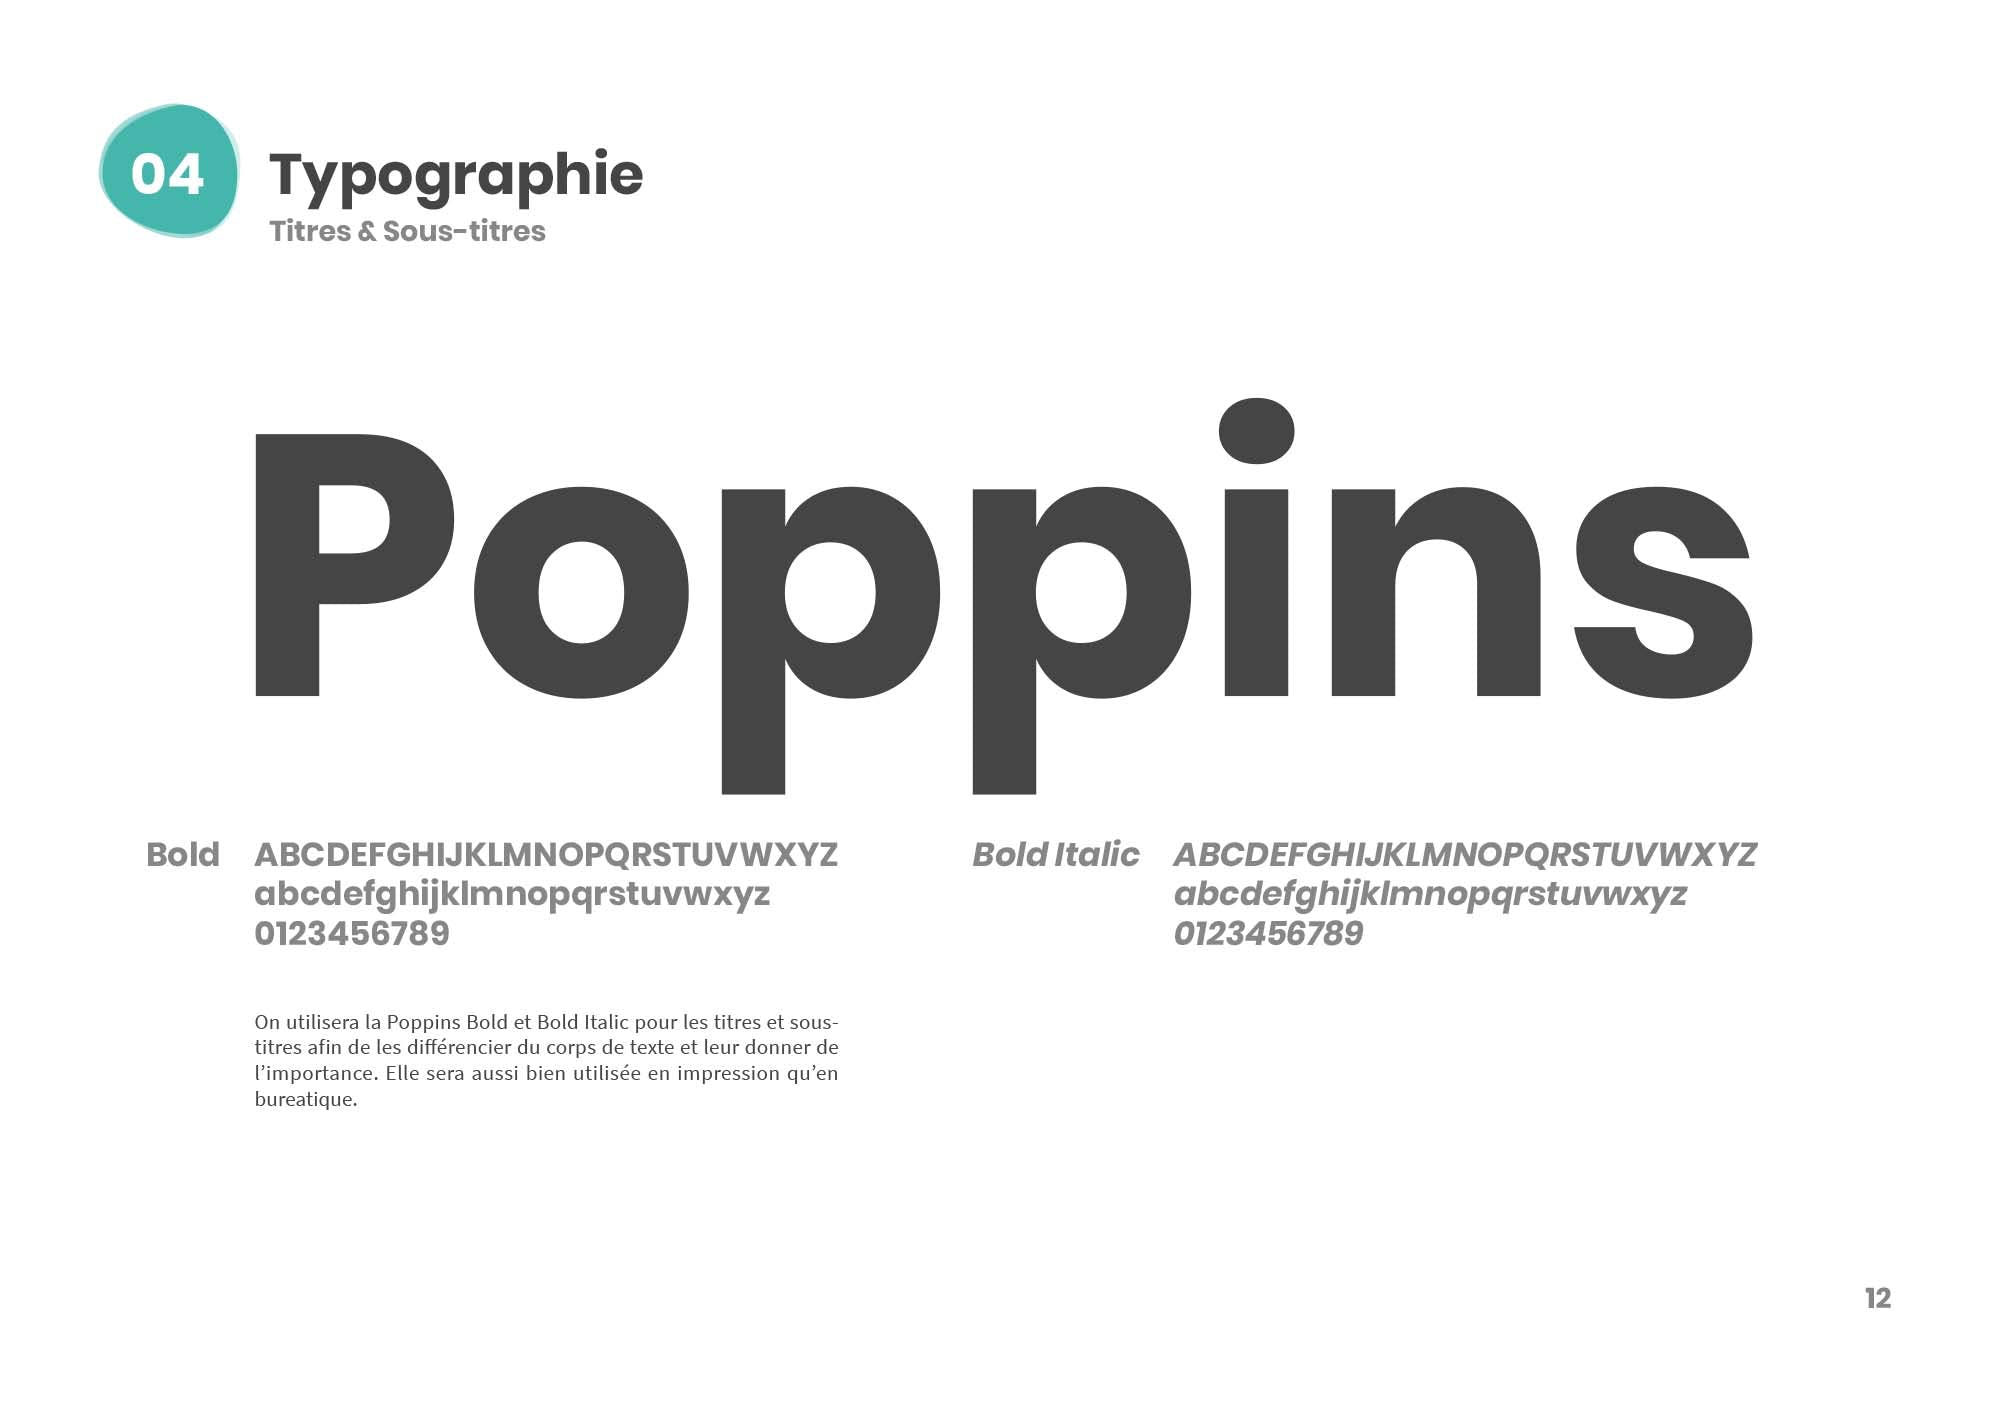 04
Typographie
Titres & Sous-titres
Poppins
Bold
ABCDEFGHIJKLMNOPQRSTUVWXYZ
abcdefghijklmnopqrstuvwxyz
0123456789
Bold Italic
ABCDEFGHIJKLMNOPQRSTUVWXYZ
abcdefghijklmnopqrstuvwxyz
0123456789
On utilisera la Poppins Bold et Bold Italic pour les titres et sous-
titres afin de les différencier du corps de texte et leur donner de
l’importance. Elle sera aussi bien utilisée en impression qu’en
bureatique.
12